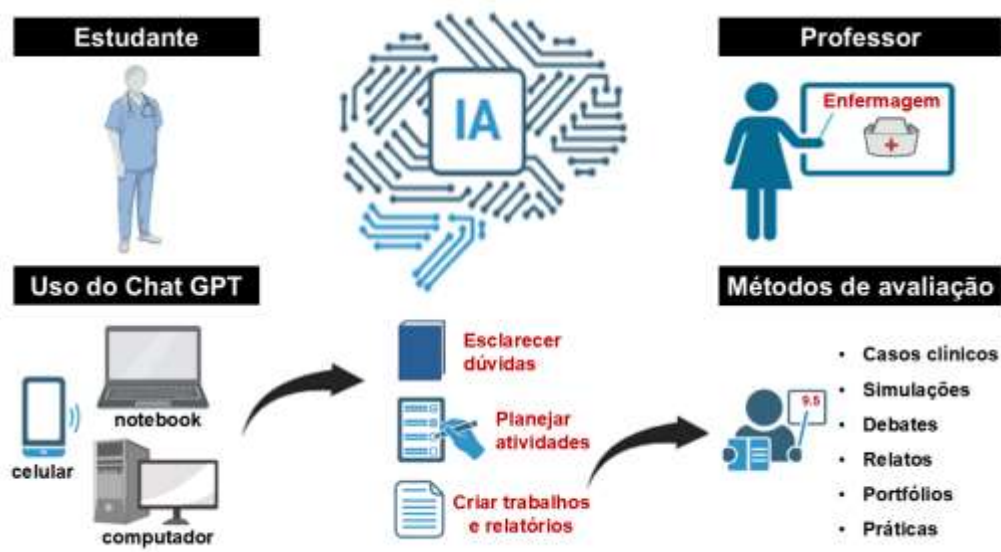 Estudante
IA
Professor
Enfermagem
Uso do Chat GPT
notebook
celular
computador
Esclarecer
dúvidas
Planejar
atividades
Criar trabalhos
e relatórios
Métodos de avaliação
9.5
• Casos clínicos
• Simulações
• Debates
• Relatos
• Portfólios
• Práticas